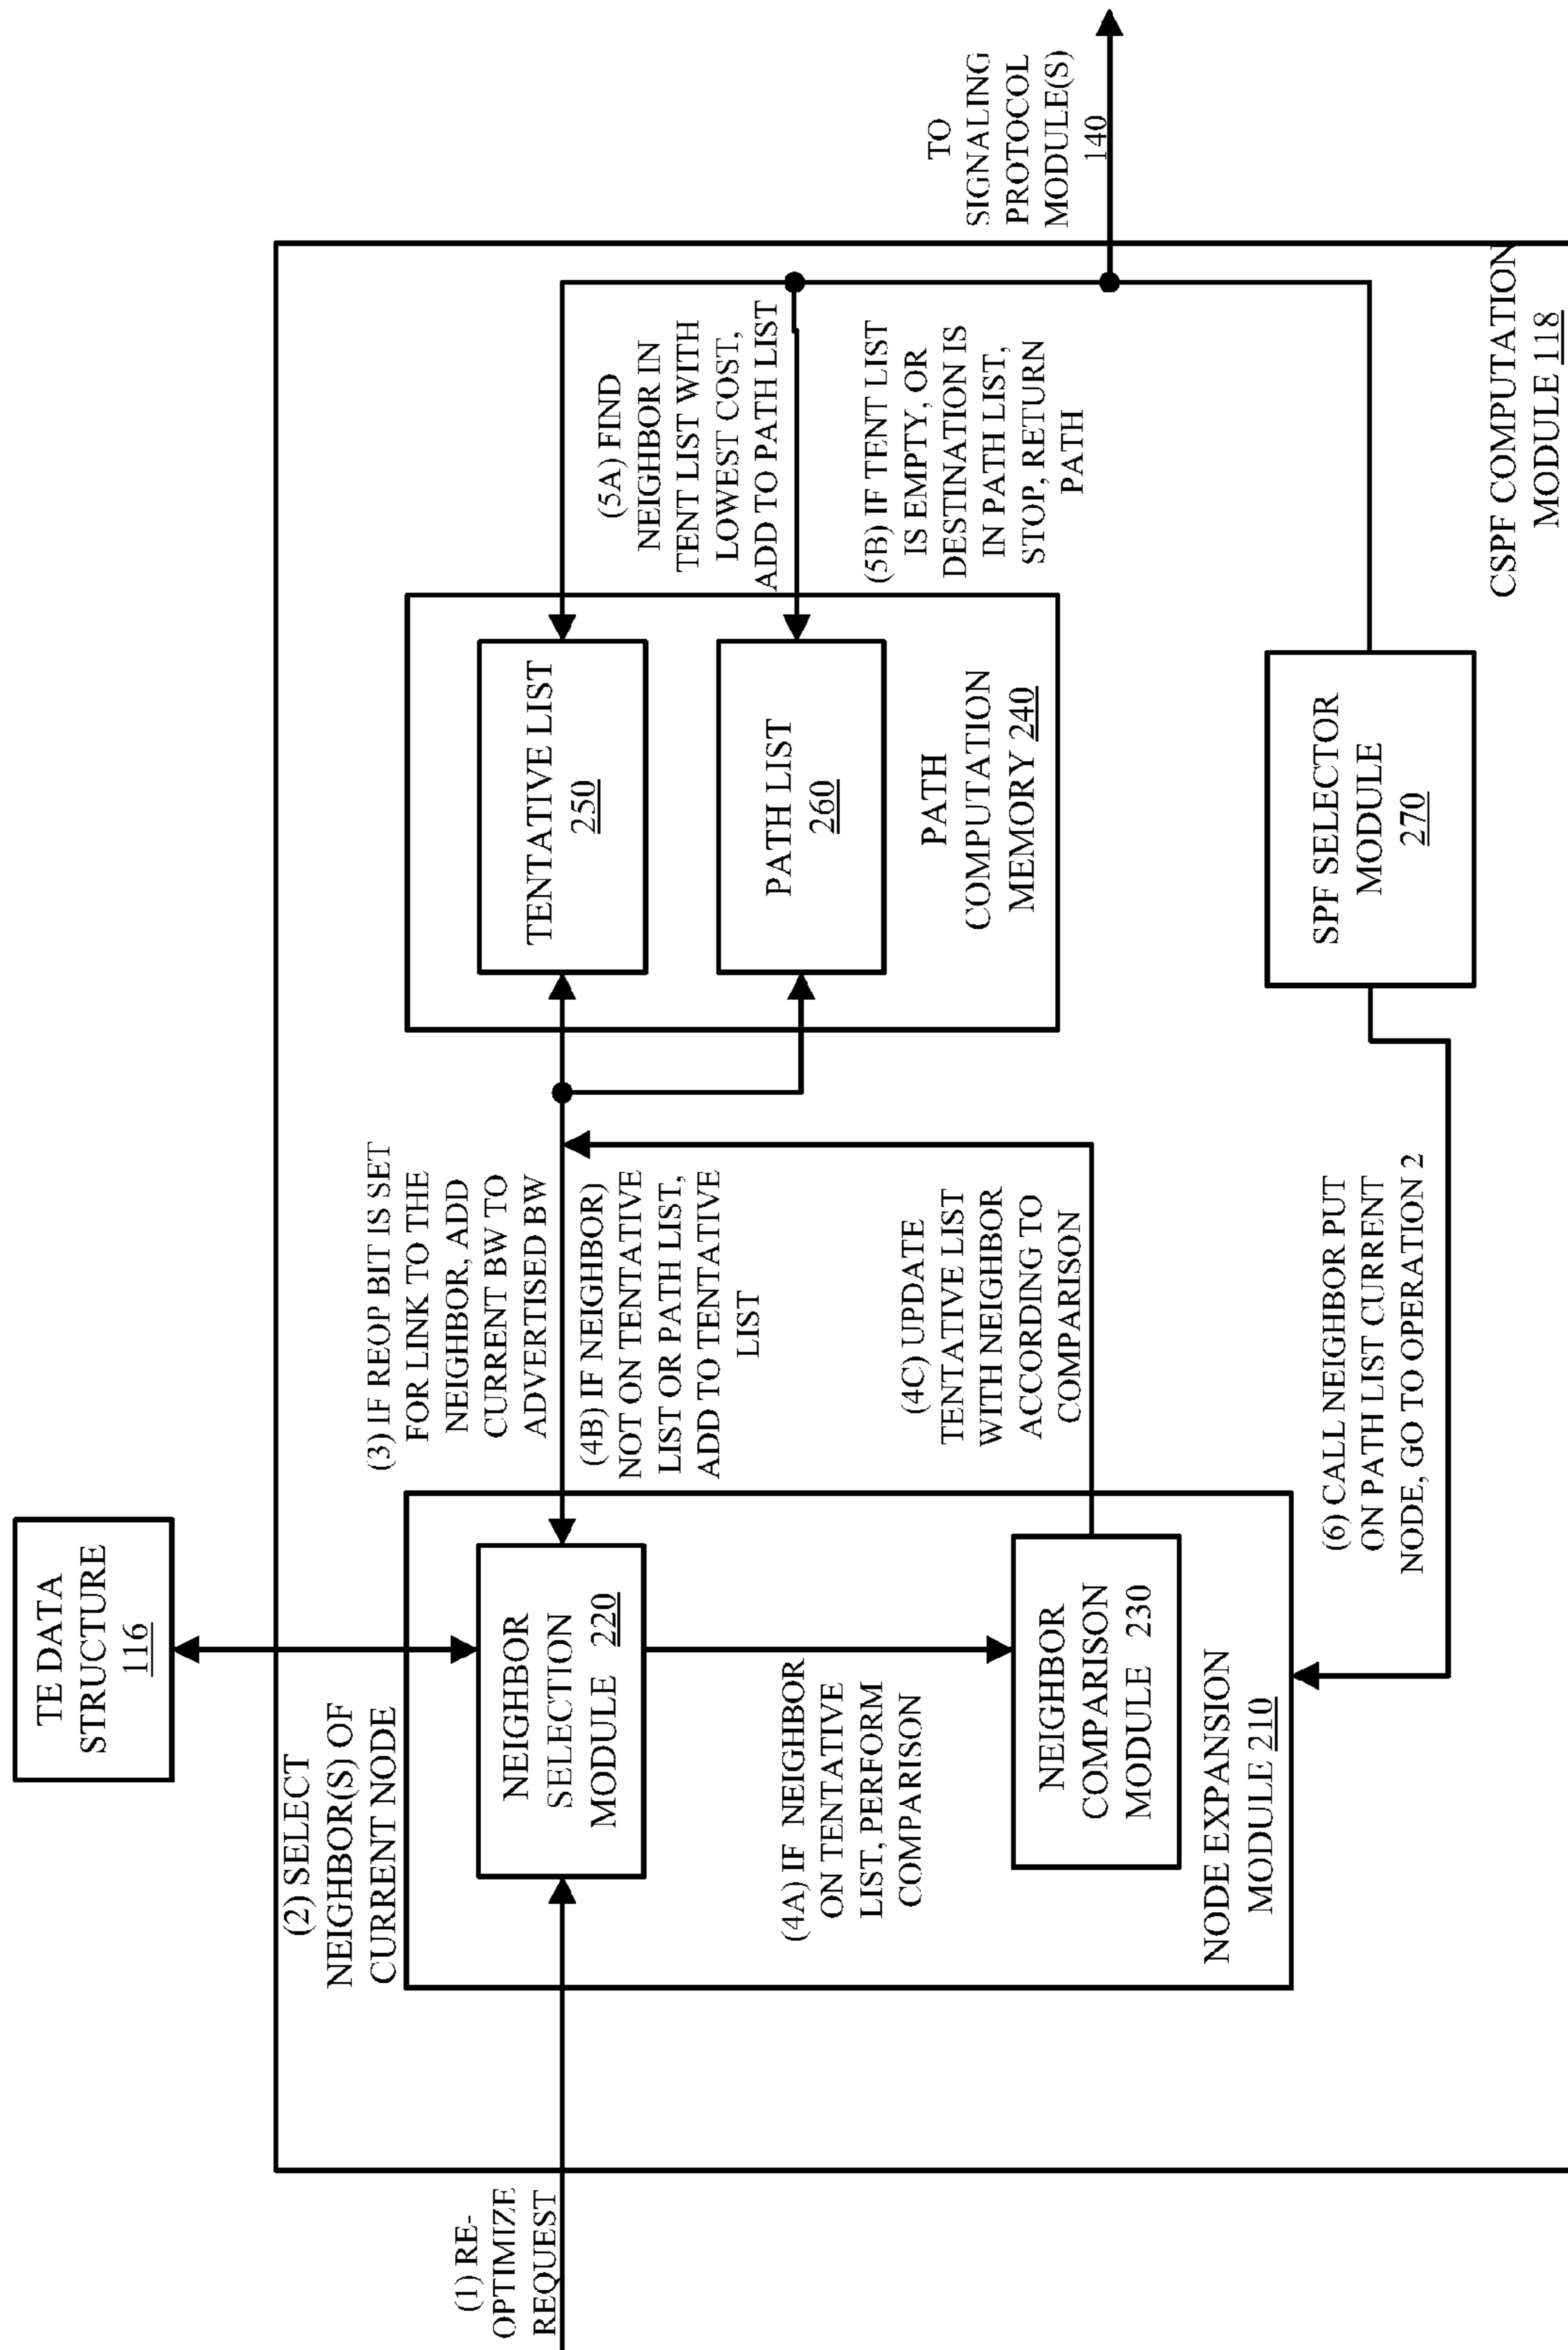 (1) RE-
OPTIMIZE
REQUEST
TE DATA
STRUCTURE
116
(2) SELECT
NEIGHBOR(S) OF
CURRENT NODE
NEIGHBOR
SELECTION
MODULE 220
(4A) IF NEIGHBOR
ON TENTATIVE
LIST, PERFORM
COMPARISON
NEIGHBOR
COMPARISON
MODULE 230
NODE EXPANSION
MODULE 210
(3) IF REOP BIT IS SET
FOR LINK TO THE
NEIGHBOR, ADD
CURRENT BW TO
ADVERTISED BW
(4B) IF NEIGHBOR)
NOT ON TENTATIVE
LIST OR PATH LIST,
ADD TO TENTATIVE
LIST
(4C) UPDATE
TENTATIVE LIST
WITH NEIGHBOR
ACCORDING TO
COMPARISON
(6) CALL NEIGHBOR PUT
ON PATH LIST CURRENT
NODE, GO TO OPERATION 2
TENTATIVE LIST
250
PATH LIST
260
PATH
COMPUTATION
MEMORY 240
SPF SELECTOR
MODULE
270
(5A) FIND
NEIGHBOR IN
TENT LIST WITH
LOWEST COST,
ADD TO PATH LIST
(5B) IF TENT LIST
IS EMPTY, OR
DESTINATION IS
IN PATH LIST,
STOP, RETURN
PATH
CSPF COMPUTATION
MODULE 118
TO
SIGNALING
PROTOCOL
MODULE(S)
140